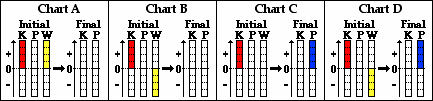 Chart A Chart B Chart C Chart D
Initial Final Initial Final Initial Final Initial Final
K P W K P K P W K P K P W K P K P W K P
+ + + +
0 0 0 0
- - - -